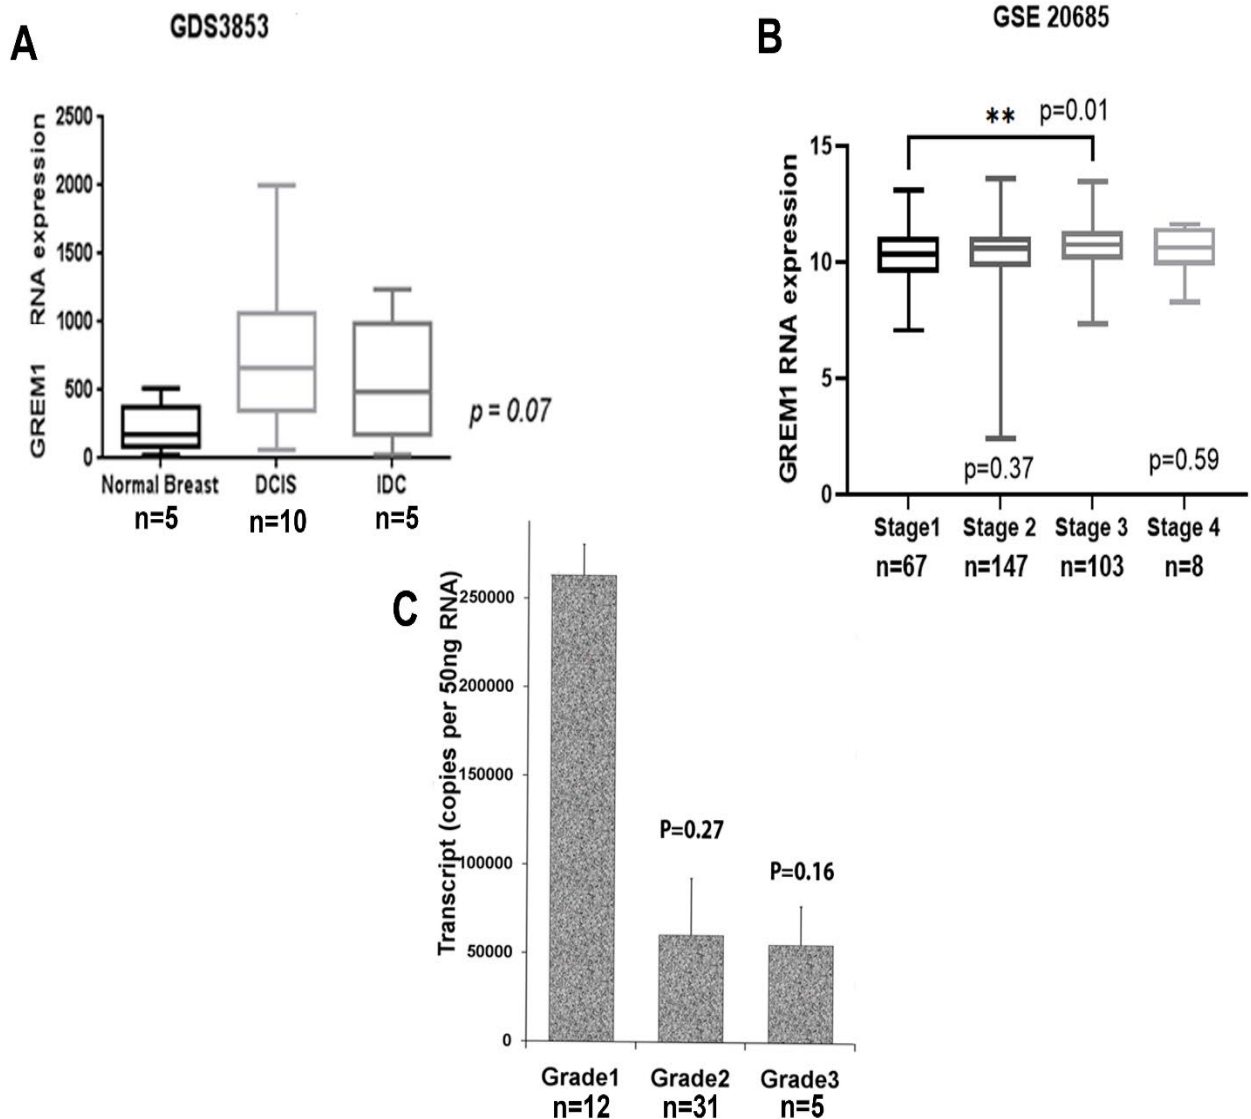 A
GDS3853
GREM1 RNA expression
2500
2000
1500
1000
500
0
Normal Breast DCIS IDC
n=5 n=10 n=5
p = 0.07
B
GSE 20685
** p=0.01
GREM1 RNA expression
15
10
5
0
p=0.37
p=0.59
Stage1 Stage 2 Stage 3 Stage 4
n=67 n=147 n=103 n=8
C
Transcript (copies per 50ng RNA)
250000
200000
150000
100000
50000
0
P=0.27
P=0.16
Grade1 Grade2 Grade3
n=12 n=31 n=5